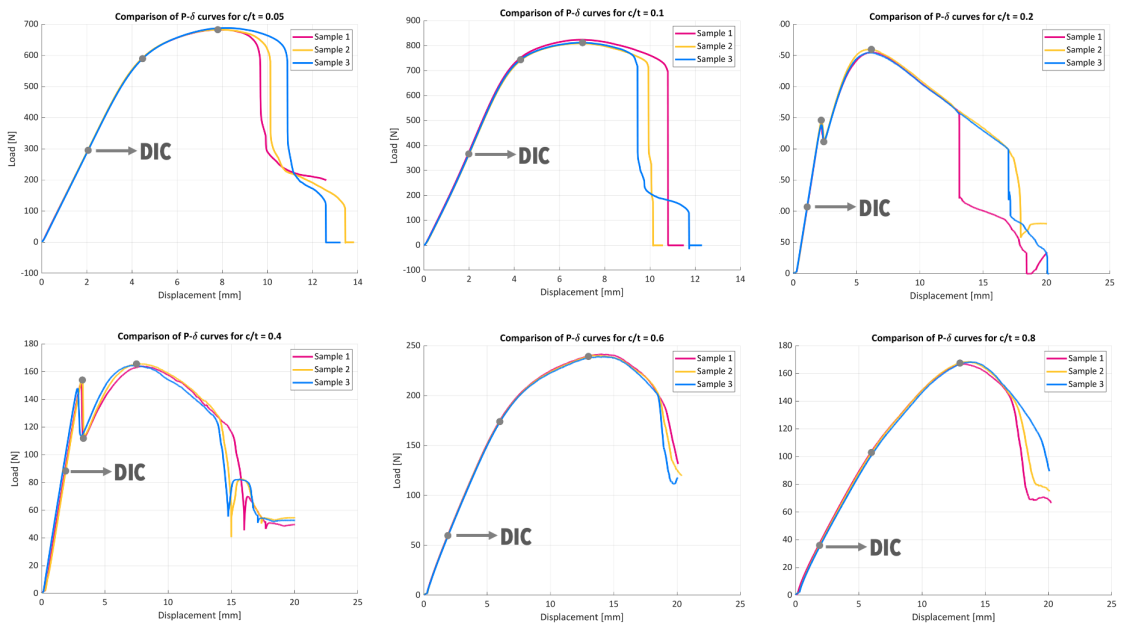 Comparison of P-δ curves for c/t = 0.05
700
600
500
400
300
200
100
0
-100
Load [N]
Sample 1
Sample 2
Sample 3
DIC
0 2 4 6 8 10 12 14
Displacement [mm]
Comparison of P-δ curves for c/t = 0.1
900
800
700
600
500
400
300
200
100
0
-100
Load [N]
Sample 1
Sample 2
Sample 3
DIC
0 2 4 6 8 10 12 14
Displacement [mm]
Comparison of P-δ curves for c/t = 0.2
00
50
00
50
00
50
00
50
0
Sample 1
Sample 2
Sample 3
DIC
0 5 10 15 20 25
Displacement [mm]
Comparison of P-δ curves for c/t = 0.4
180
160
140
120
100
80
60
40
20
0
Load [N]
Sample 1
Sample 2
Sample 3
DIC
0 5 10 15 20 25
Displacement [mm]
Comparison of P-δ curves for c/t = 0.6
250
200
150
100
50
0
Load [N]
Sample 1
Sample 2
Sample 3
DIC
0 5 10 15 20 25
Displacement [mm]
Comparison of P-δ curves for c/t = 0.8
180
160
140
120
100
80
60
40
20
0
Load [N]
Sample 1
Sample 2
Sample 3
DIC
0 5 10 15 20 25
Displacement [mm]